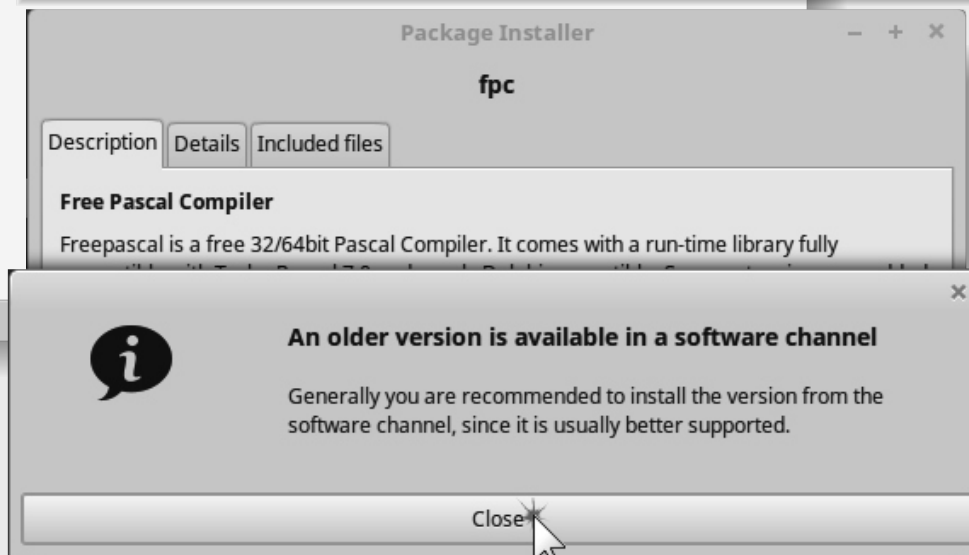 Package Installer
fpc
Description Details Included files
Free Pascal Compiler
Freepascal is a free 32/64bit Pascal Compiler. It comes with a run-time library fully
An older version is available in a software channel
Generally you are recommended to install the version from the
software channel, since it is usually better supported.
Close